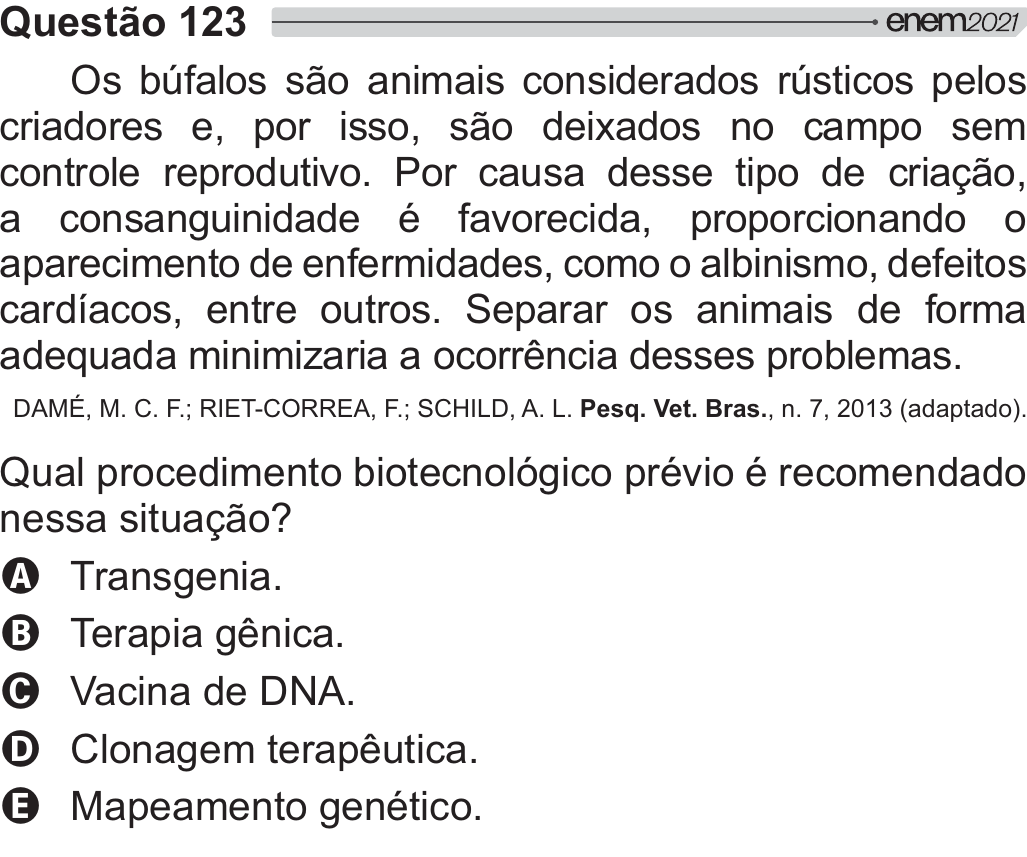 Questão 123 enem2021
Os búfalos são animais considerados rústicos pelos
criadores e, por isso, são deixados no campo sem
controle reprodutivo. Por causa desse tipo de criação,
a consanguinidade é favorecida, proporcionando o
aparecimento de enfermidades, como o albinismo, defeitos
cardíacos, entre outros. Separar os animais de forma
adequada minimizaria a ocorrência desses problemas.
DAMÉ, M. C. F.; RIET-CORREA, F.; SCHILD, A. L. Pesq. Vet. Bras., n. 7, 2013 (adaptado).
Qual procedimento biotecnológico prévio é recomendado
nessa situação?
A Transgenia.
B Terapia gênica.
C Vacina de DNA.
D Clonagem terapêutica.
E Mapeamento genético.